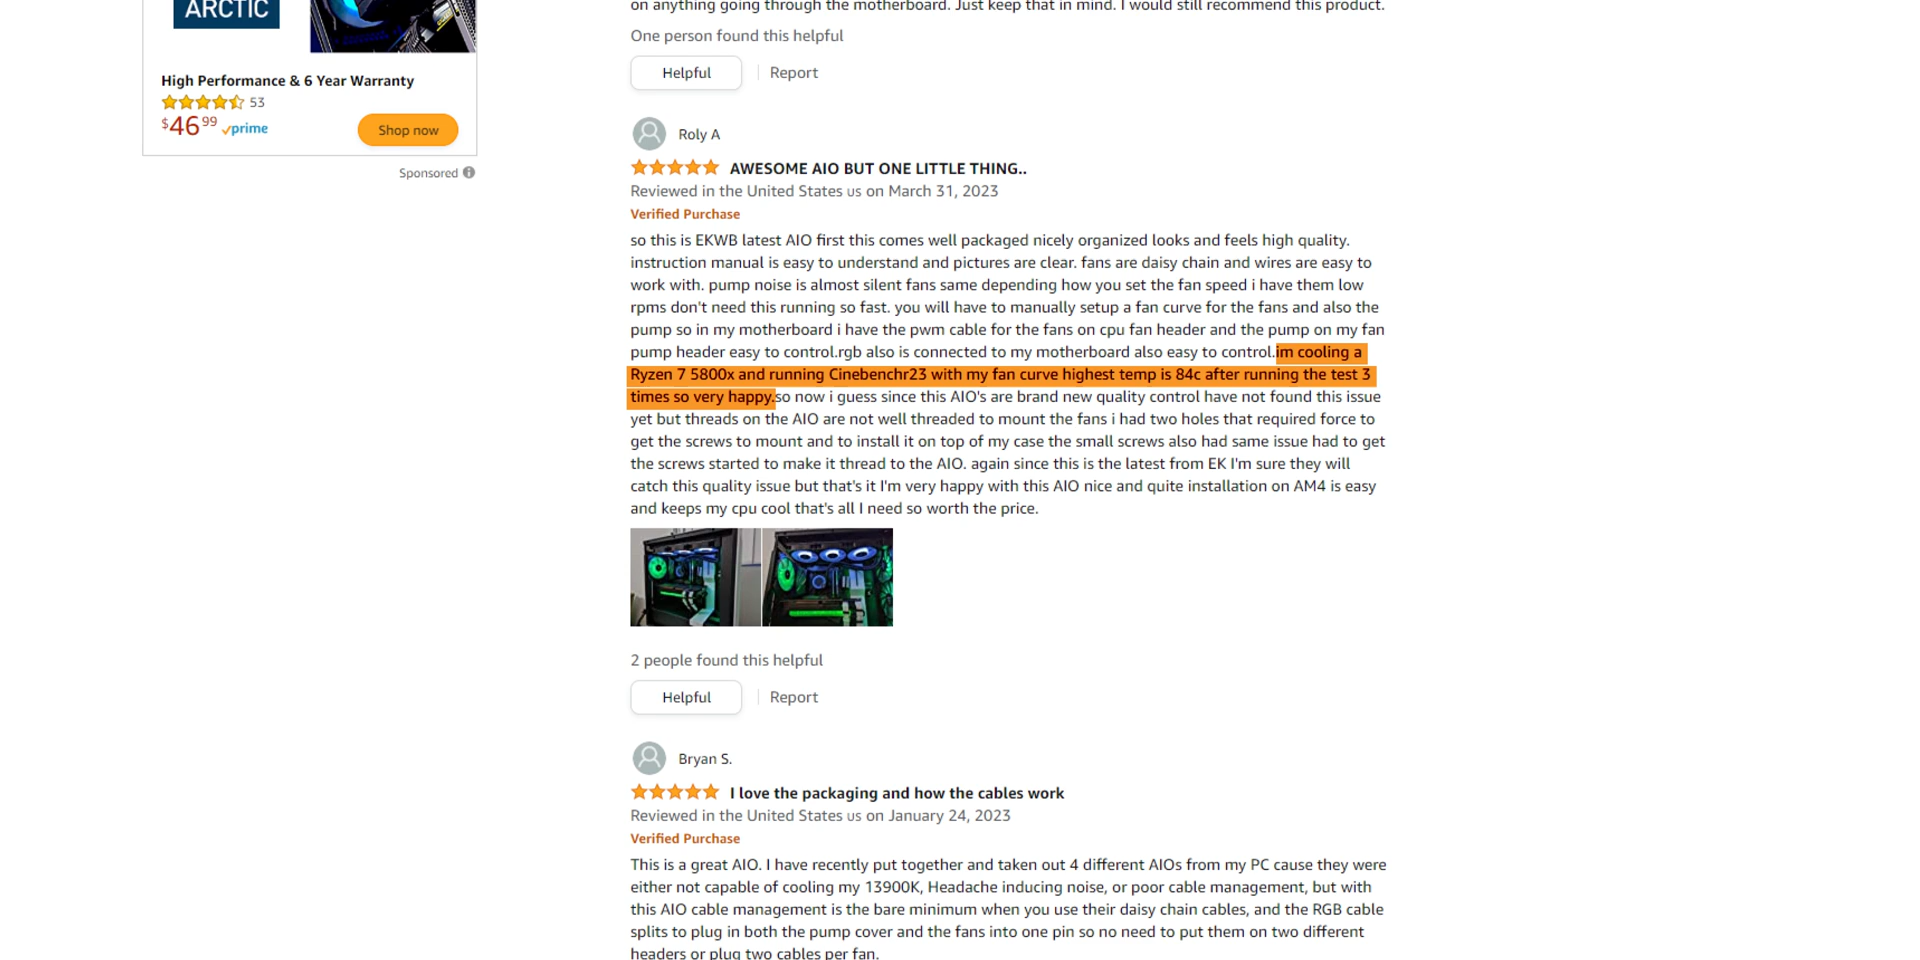 ARCTIC
High Performance & 6 Year Warranty
53
$46 99 prime
Shop now
Sponsored
on anything going through the motherboard. Just keep that in mind. I would still recommend this product.
One person found this helpful
Helpful
Report
Roly A
AWESOME AIO BUT ONE LITTLE THING..
Reviewed in the United States us on March 31, 2023
Verified Purchase
so this is EKWB latest AIO first this comes well packaged nicely organized looks and feels high quality.
instruction manual is easy to understand and pictures are clear. fans are daisy chain and wires are easy to
work with. pump noise is almost silent fans same depending how you set the fan speed i have them low
rpms don't need this running so fast. you will have to manually setup a fan curve for the fans and also the
pump so in my motherboard i have the pwm cable for the fans on cpu fan header and the pump on my fan
pump header easy to control.rgb also is connected to my motherboard also easy to control.im cooling a
Ryzen 7 5800x and running Cinebenchr23 with my fan curve highest temp is 84c after running the test 3
times so very happy.so now i guess since this AIO's are brand new quality control have not found this issue
yet but threads on the AIO are not well threaded to mount the fans i had two holes that required force to
get the screws to mount and to install it on top of my case the small screws also had same issue had to get
the screws started to make it thread to the AIO. again since this is the latest from EK I'm sure they will
catch this quality issue but that's it I'm very happy with this AIO nice and quite installation on AM4 is easy
and keeps my cpu cool that's all I need so worth the price.
2 people found this helpful
Helpful
Report
Bryan S.
I love the packaging and how the cables work
Reviewed in the United States us on January 24, 2023
Verified Purchase
This is a great AIO. I have recently put together and taken out 4 different AIOs from my PC cause they were
either not capable of cooling my 13900K, Headache inducing noise, or poor cable management, but with
this AIO cable management is the bare minimum when you use their daisy chain cables, and the RGB cable
splits to plug in both the pump cover and the fans into one pin so no need to put them on two different
headers or plug two cables per fan.